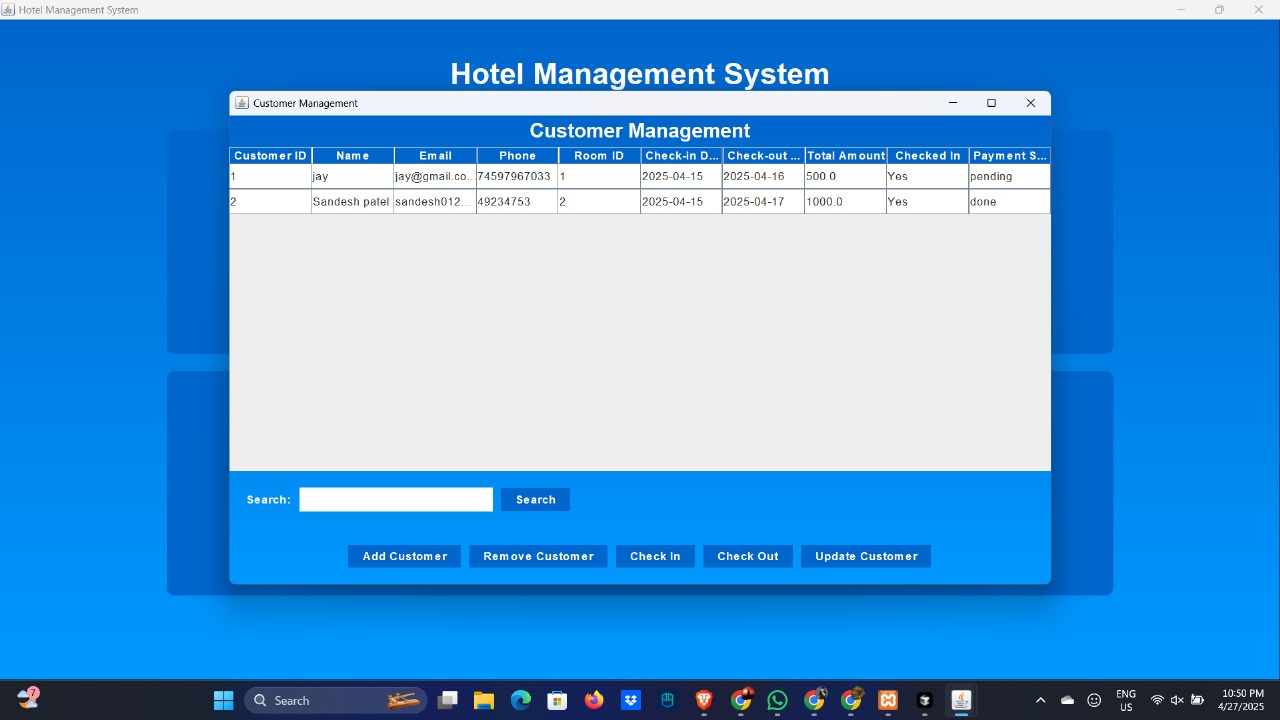 Hotel Management System
Hotel Management System
Customer Management
Customer Management
Customer ID Name Email Phone Room ID Check-in D... Check-out ... Total Amount Checked In Payment S...
1 jay jay@gmail.co... 74597967033 1 2025-04-15 2025-04-16 500.0 Yes pending
2 Sandesh patel sandesh012... 49234753 2 2025-04-15 2025-04-17 1000.0 Yes done
Search: Search
Add Customer Remove Customer Check In Check Out Update Customer
7 Search ENG 10:50 PM
US 4/27/2025